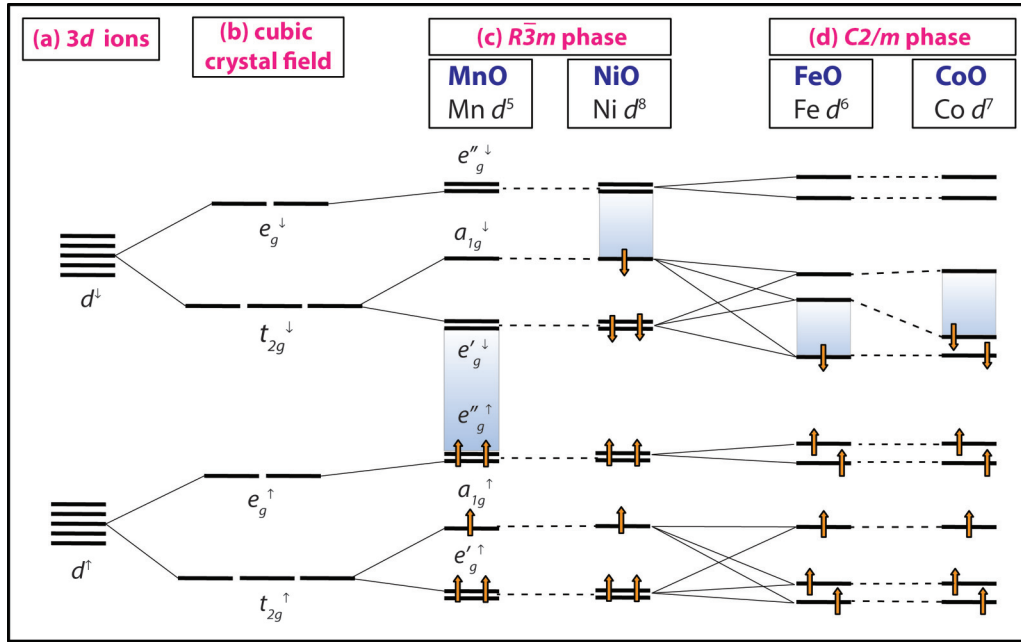 (a) 3d ions
(b) cubic
crystal field
(c) R3̅m phase
(d) C2/m phase
MnO
Mn d⁵
NiO
Ni d⁸
FeO
Fe d⁶
CoO
Co d⁷
e″g↓
eg↓
a1g↓
d↓
t2g↓
e′g↓
e″g↑
eg↑
a1g↑
e′g↑
d↑
t2g↑